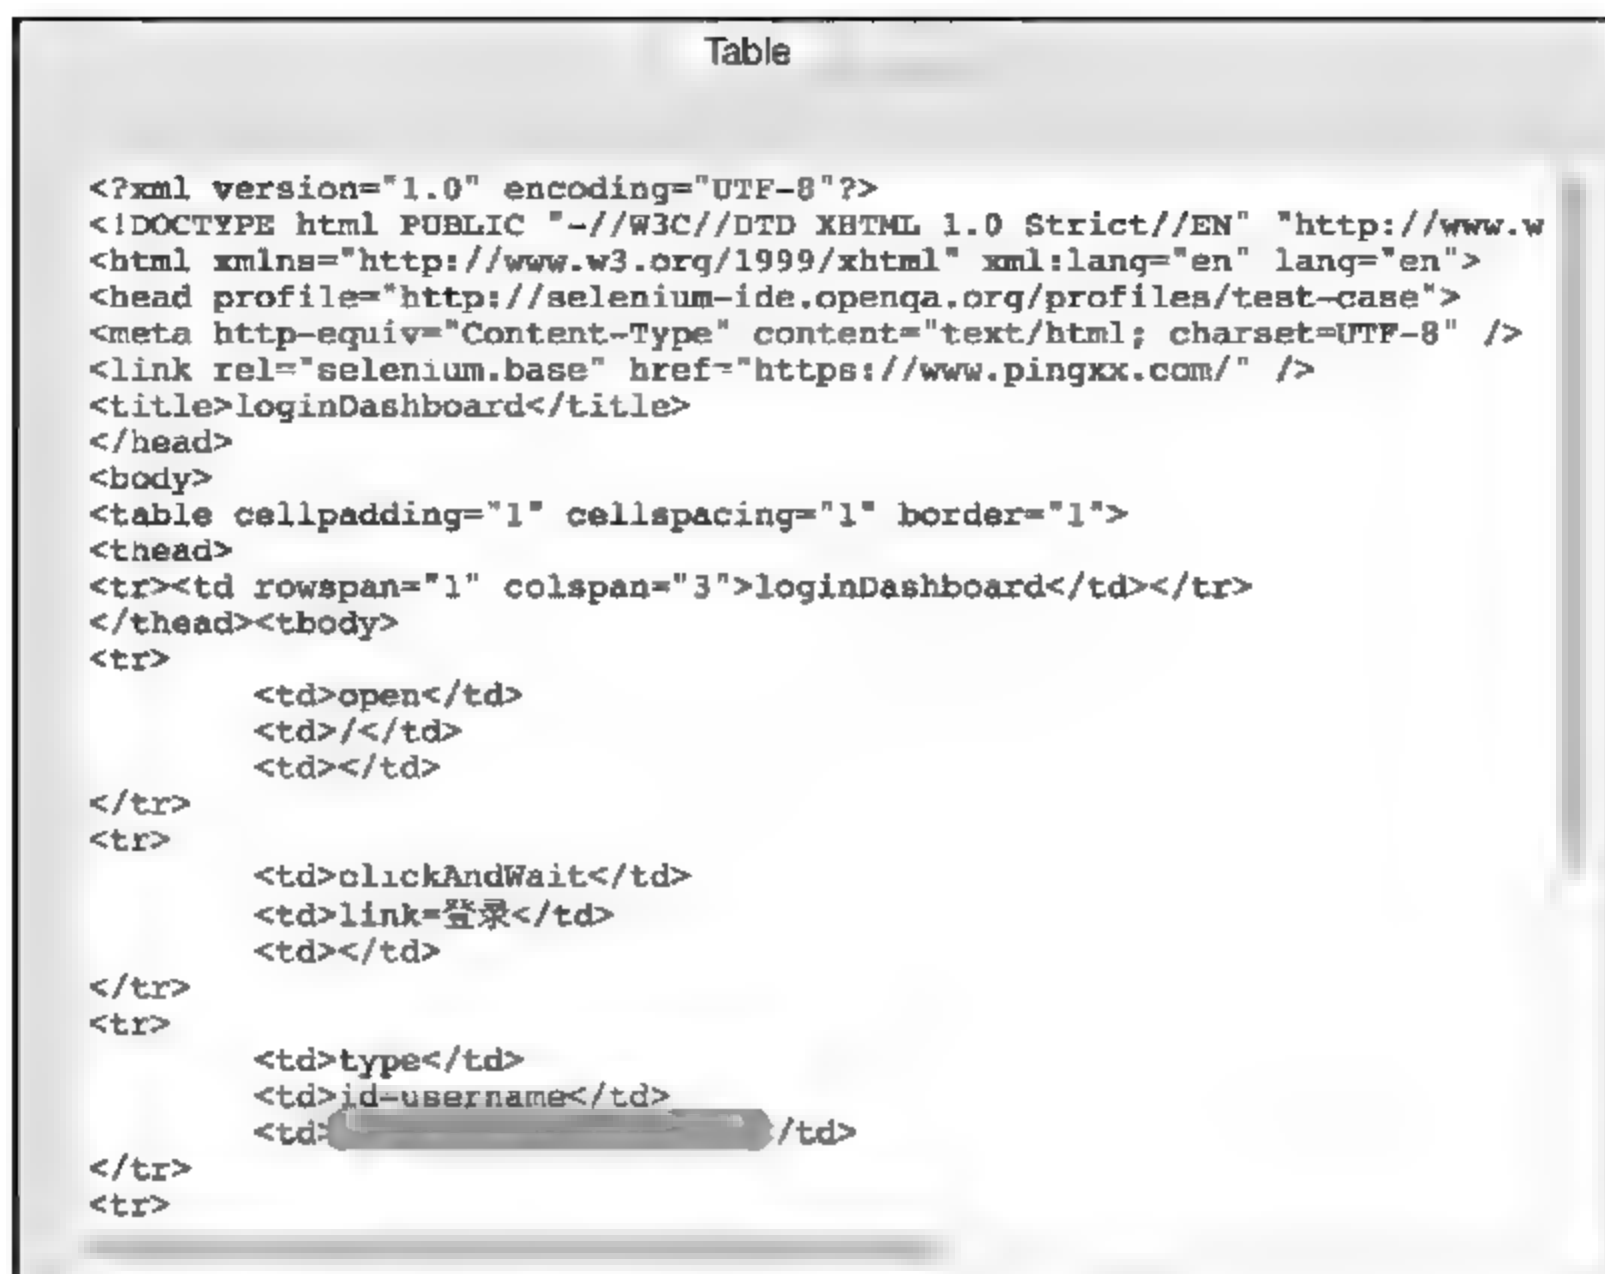 Table
<?xml version="1.0" encoding="UTF-8"?>
<!DOCTYPE html PUBLIC "-//W3C//DTD XHTML 1.0 Strict//EN" "http://www.w
<html xmlns="http://www.w3.org/1999/xhtml" xml:lang="en" lang="en">
<head profile="http://selenium-ide.openqa.org/profiles/test-case">
<meta http-equiv="Content-Type" content="text/html; charset=UTF-8" />
<link rel="selenium.base" href="https://www.pingxx.com/" />
<title>loginDashboard</title>
</head>
<body>
<table cellpadding="1" cellspacing="1" border="1">
<thead>
<tr><td rowspan="1" colspan="3">loginDashboard</td></tr>
</thead><tbody>
<tr>
<td>open</td>
<td>/</td>
<td></td>
</tr>
<tr>
<td>clickAndWait</td>
<td>link=登录</td>
<td></td>
</tr>
<tr>
<td>type</td>
<td>id=username</td>
<td /td>
</tr>
<tr>